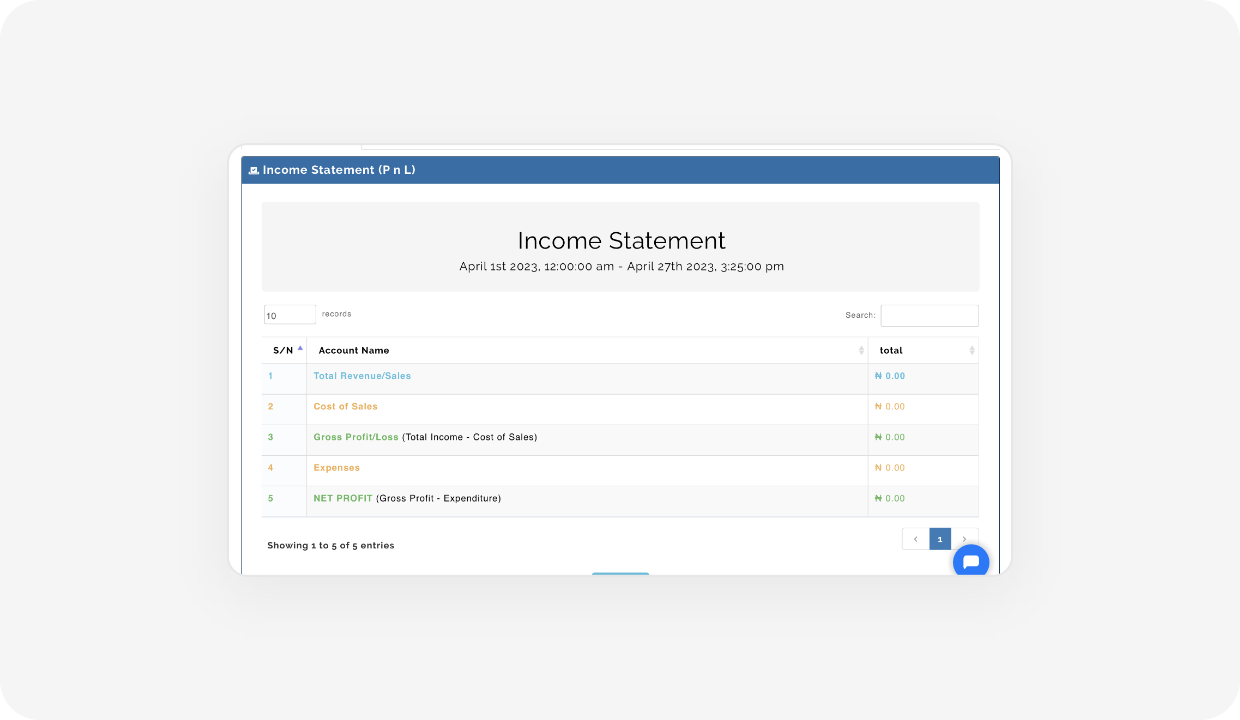 Income Statement (P n L)
Income Statement
April 1st 2023, 12:00:00 am - April 27th 2023, 3:25:00 pm
10 records Search:
S/N Account Name total
1 Total Revenue/Sales ₦ 0.00
2 Cost of Sales ₦ 0.00
3 Gross Profit/Loss (Total Income - Cost of Sales) ₦ 0.00
4 Expenses ₦ 0.00
5 NET PROFIT (Gross Profit - Expenditure) ₦ 0.00
Showing 1 to 5 of 5 entries ‹ 1 ›